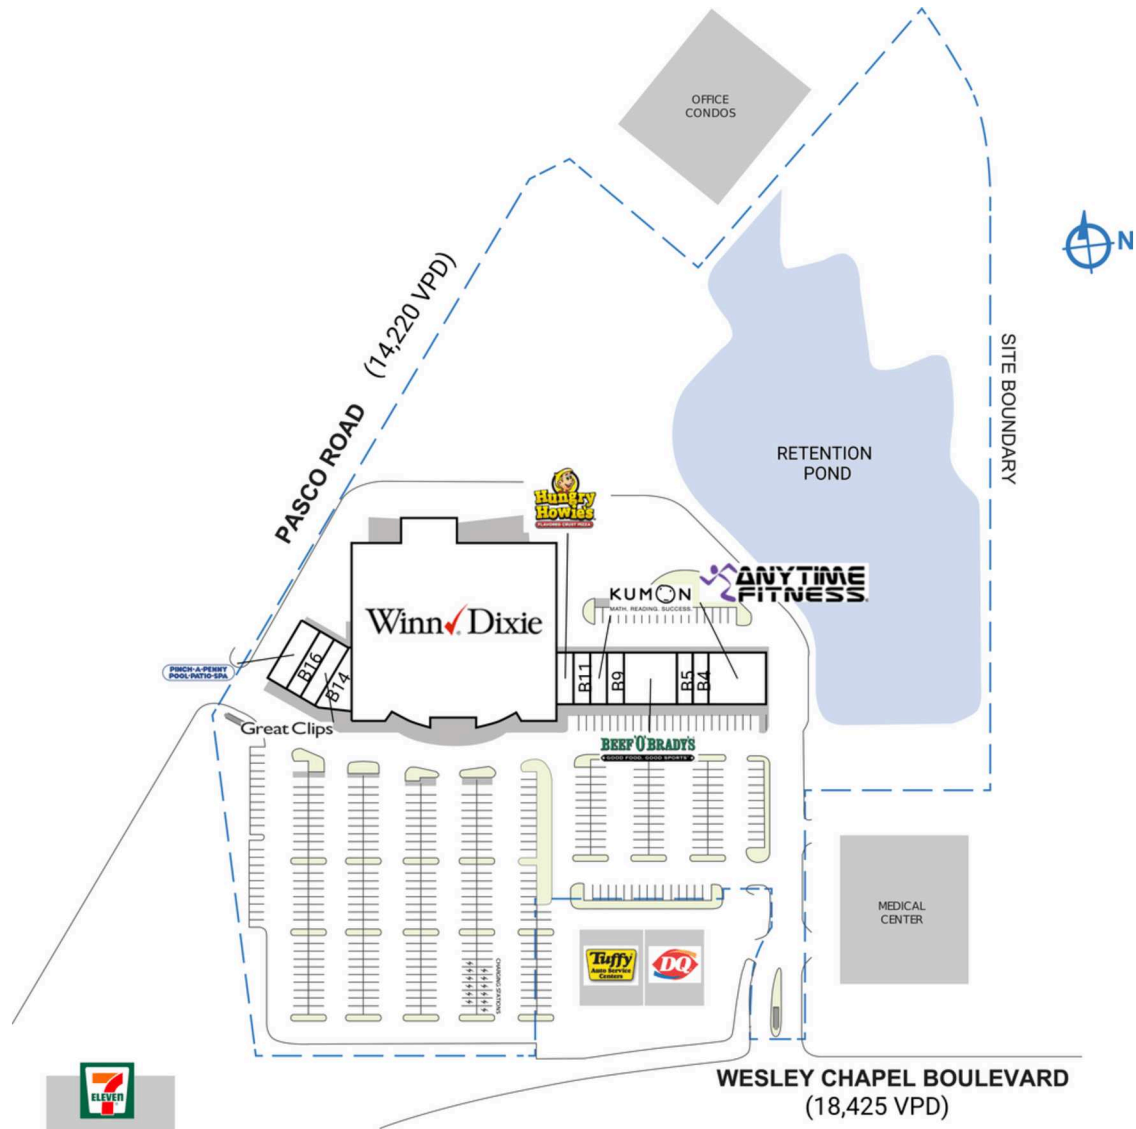 OFFICE
CONDOS
N
(14,220 VPD)
PASCO ROAD
SITE BOUNDARY
RETENTION
POND
Hungry
Howie's
FLAVORED CRUST PIZZA
ANYTIME
FITNESS
KUMON
MATH. READING. SUCCESS.
Winn Dixie
PINCH-A-PENNY
POOL·PATIO·SPA
B16
B14
B11
B9
B5
B4
Great Clips
BEEF 'O' BRADY'S
GOOD FOOD. GOOD SPORTS
MEDICAL
CENTER
Tuffy
Auto Service
Centers
DQ
CHARGING STATIONS
7
ELEVEN
WESLEY CHAPEL BOULEVARD
(18,425 VPD)